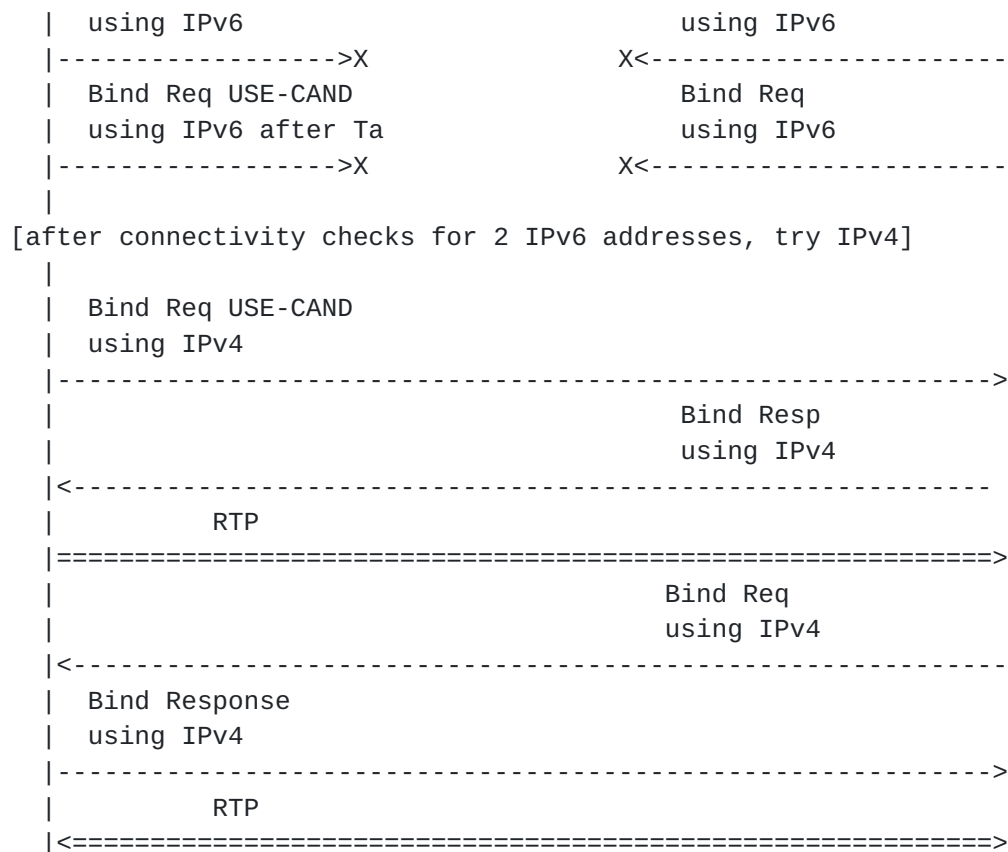 |  using IPv6                            using IPv6
|------------------>X                X<-----------------------
|  Bind Req USE-CAND                     Bind Req
|  using IPv6 after Ta                   using IPv6
|------------------>X                X<-----------------------
|
[after connectivity checks for 2 IPv6 addresses, try IPv4]
|
|  Bind Req USE-CAND
|  using IPv4
|------------------------------------------------------------->
|                                         Bind Resp
|                                         using IPv4
|<------------------------------------------------------------
|          RTP
|=============================================================>
|                                        Bind Req
|                                        using IPv4
|<-------------------------------------------------------------
|  Bind Response
|  using IPv4
|------------------------------------------------------------->
|          RTP
|<============================================================>